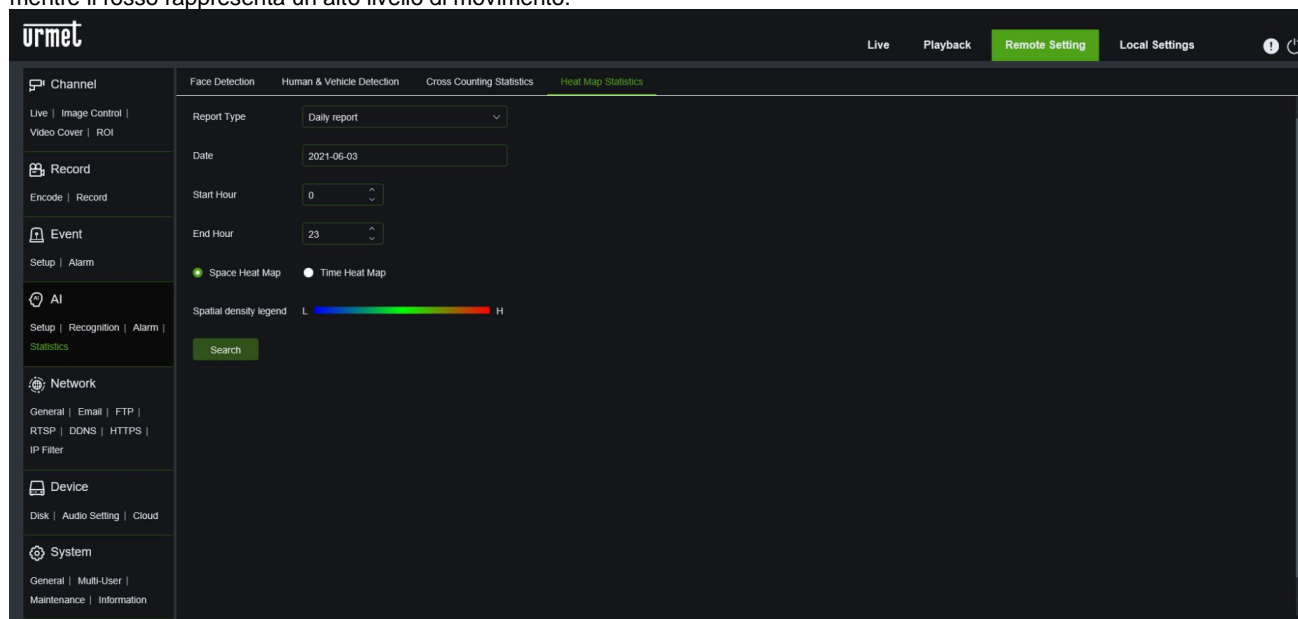 mentre il rosso rappresenta un alto livello di movimento.
urmet
Live Playback Remote Setting Local Settings
Channel
Live | Image Control |
Video Cover | ROI
Record
Encode | Record
Event
Setup | Alarm
AI
Setup | Recognition | Alarm |
Statistics
Network
General | Email | FTP |
RTSP | DDNS | HTTPS |
IP Filter
Device
Disk | Audio Setting | Cloud
System
General | Multi-User |
Maintenance | Information
Face Detection Human & Vehicle Detection Cross Counting Statistics Heat Map Statistics
Report Type Daily report
Date 2021-06-03
Start Hour 0
End Hour 23
Space Heat Map Time Heat Map
Spatial density legend L H
Search